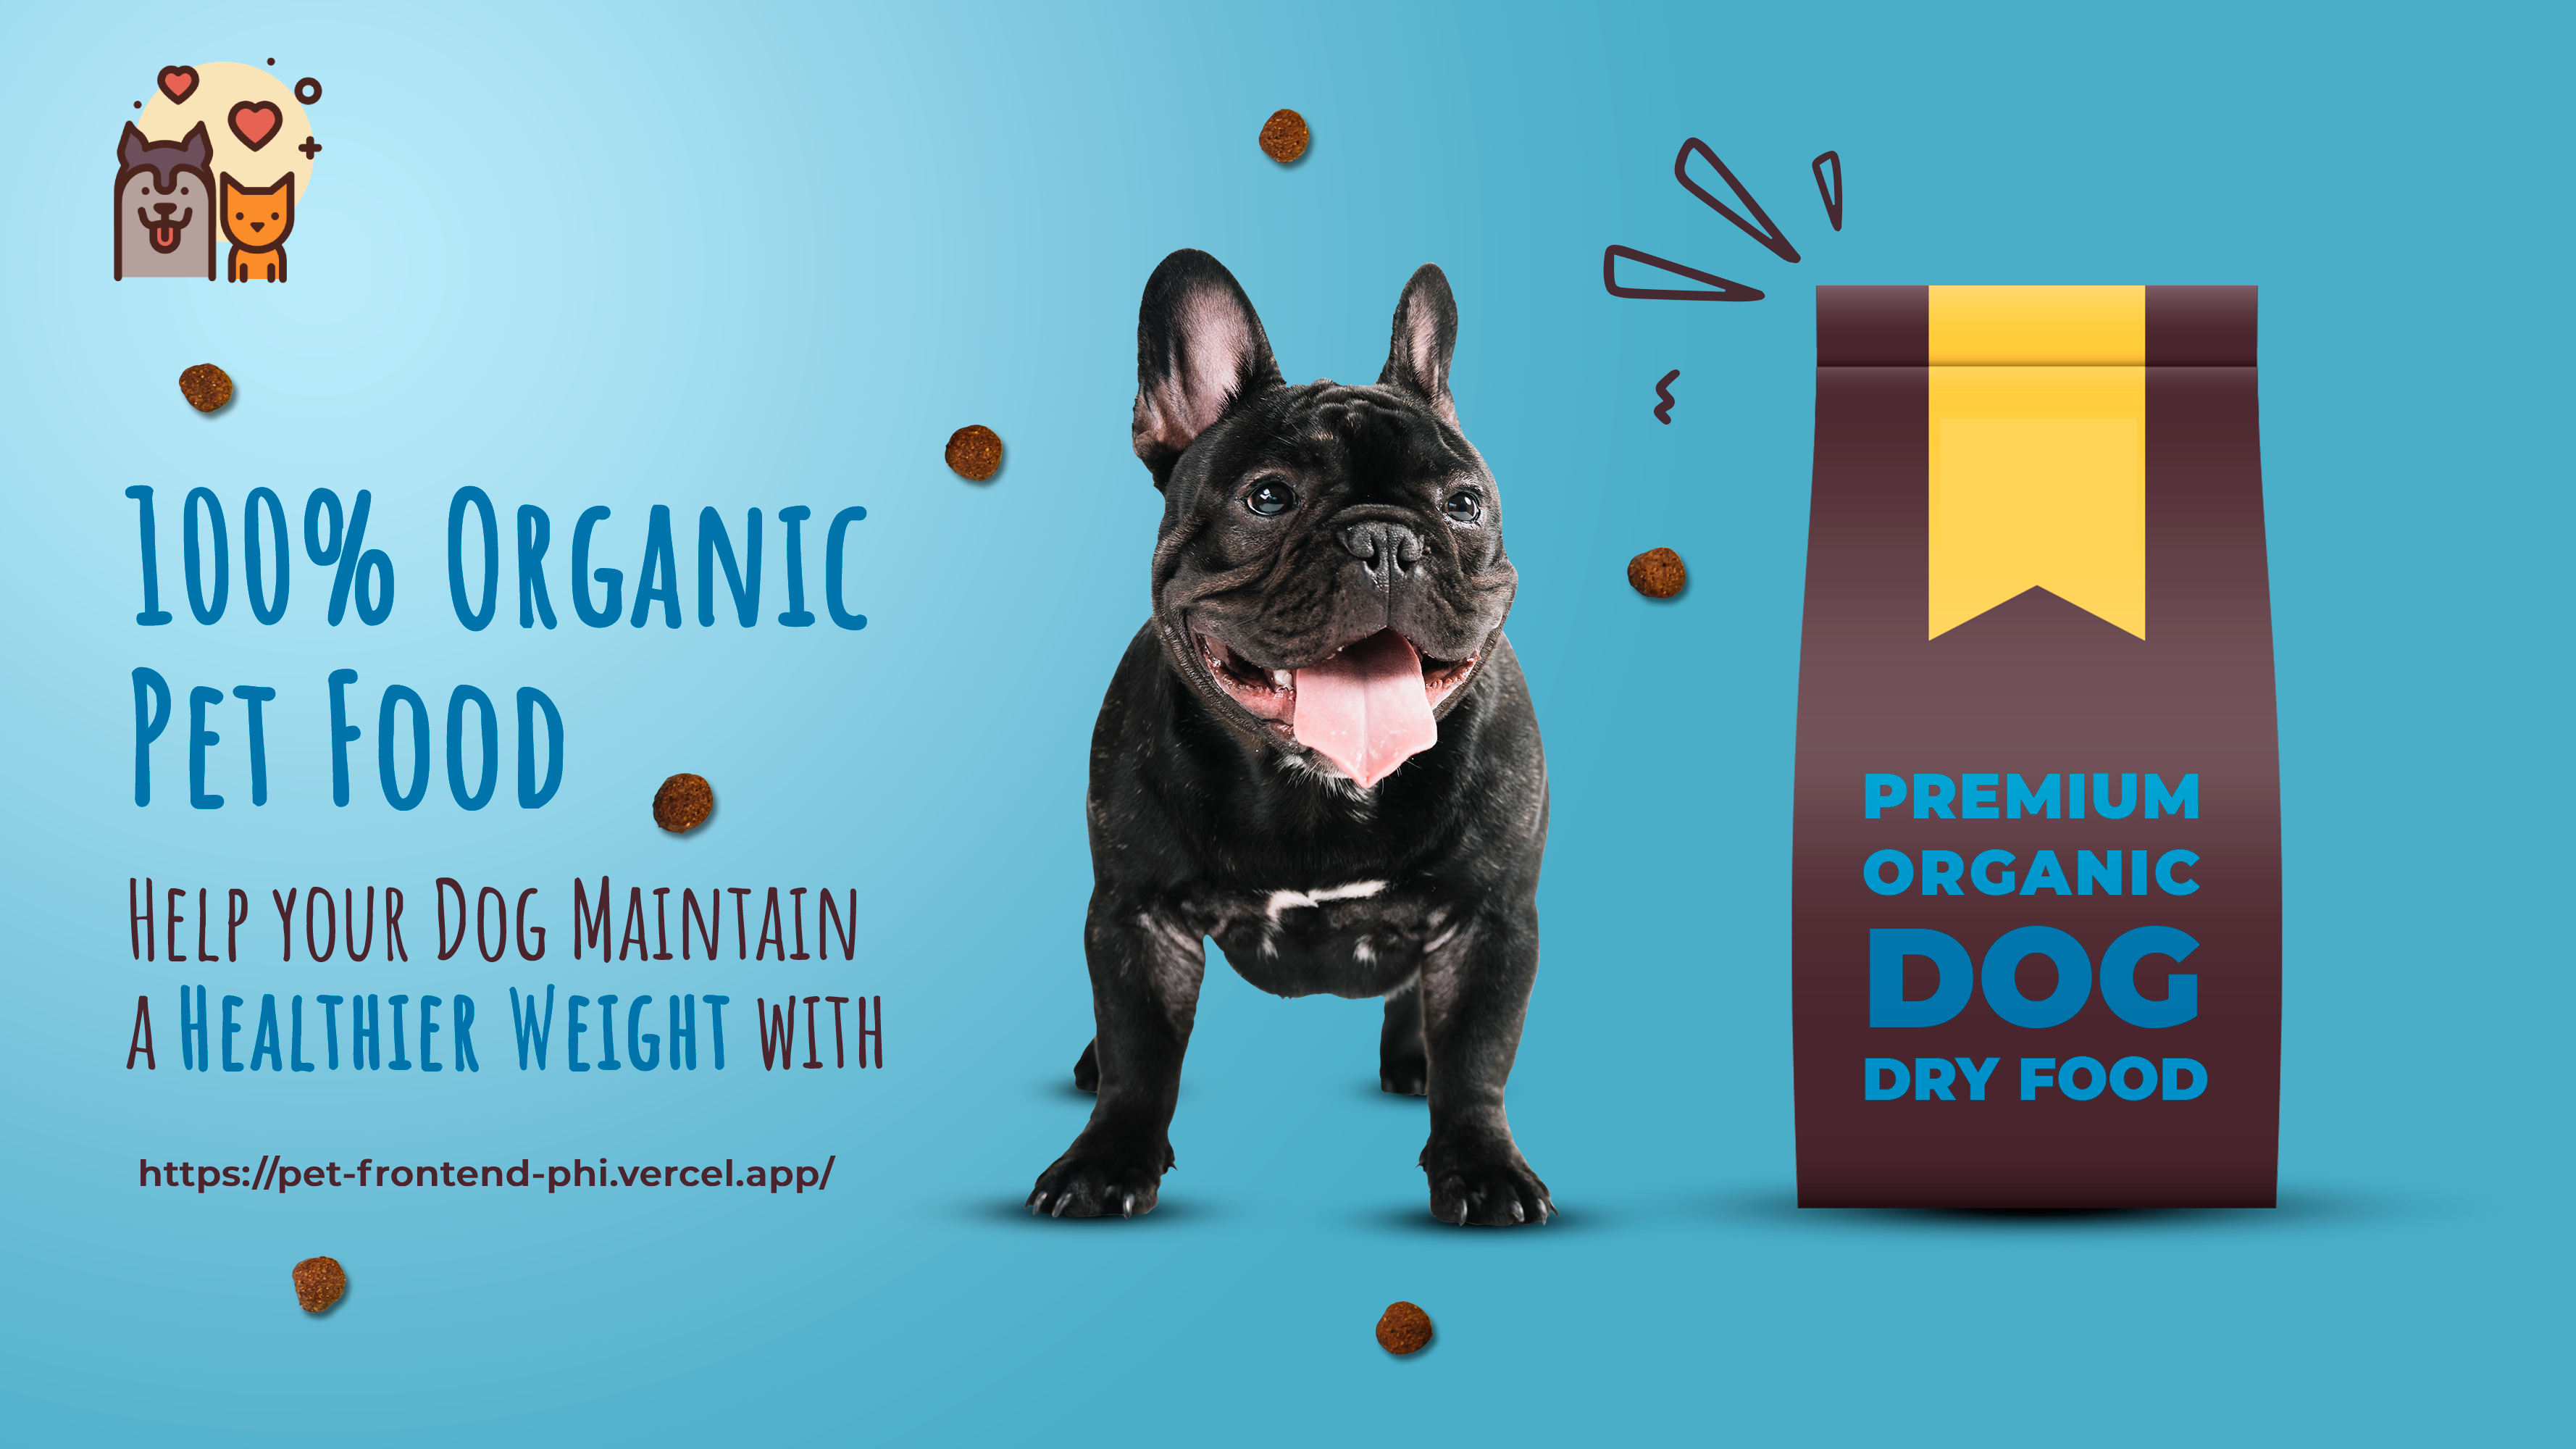 100% Organic
Pet Food
Help your Dog Maintain
a Healthier Weight with
https://pet-frontend-phi.vercel.app/
PREMIUM
ORGANIC
DOG
DRY FOOD